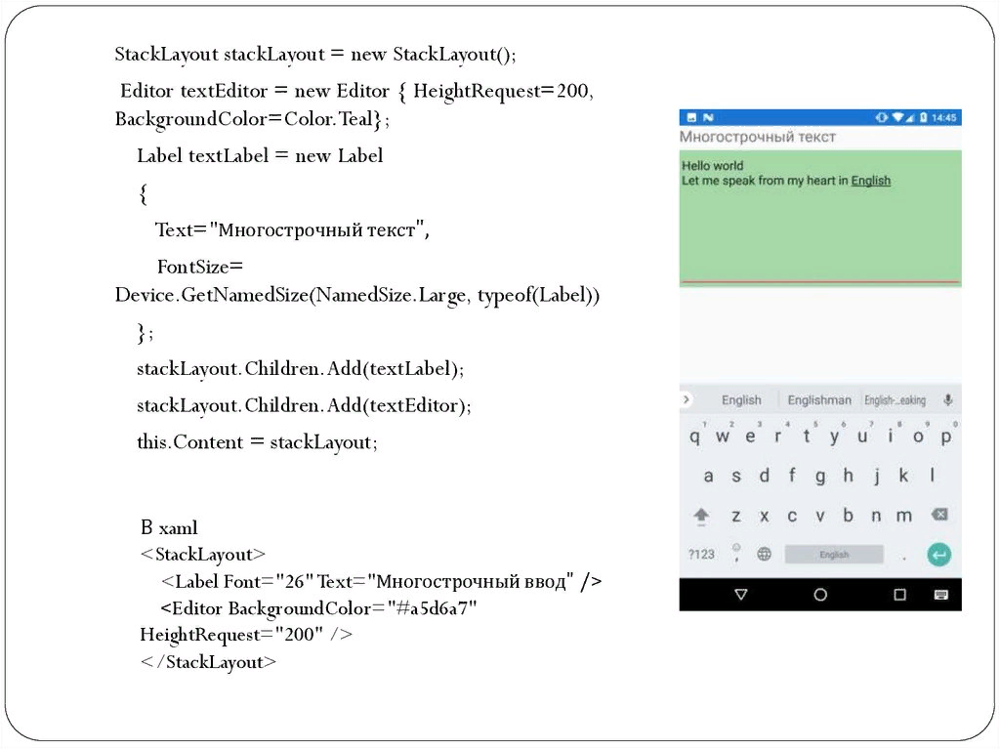 StackLayout stackLayout = new StackLayout();
Editor textEditor = new Editor { HeightRequest=200,
BackgroundColor=Color.Teal};
Label textLabel = new Label
{
Text="Многострочный текст",
FontSize=
Device.GetNamedSize(NamedSize.Large, typeof(Label))
};
stackLayout.Children.Add(textLabel);
stackLayout.Children.Add(textEditor);
this.Content = stackLayout;
В xaml
<StackLayout>
<Label Font="26" Text="Многострочный ввод" />
<Editor BackgroundColor="#a5d6a7"
HeightRequest="200" />
</StackLayout>
14:45
Многострочный текст
Hello world
Let me speak from my heart in English
English Englishman English-...eaking
1 2 3 4 5 6 7 8 9 0
q w e r t y u i o p
a s d f g h j k l
z x c v b n m
?123 , English .